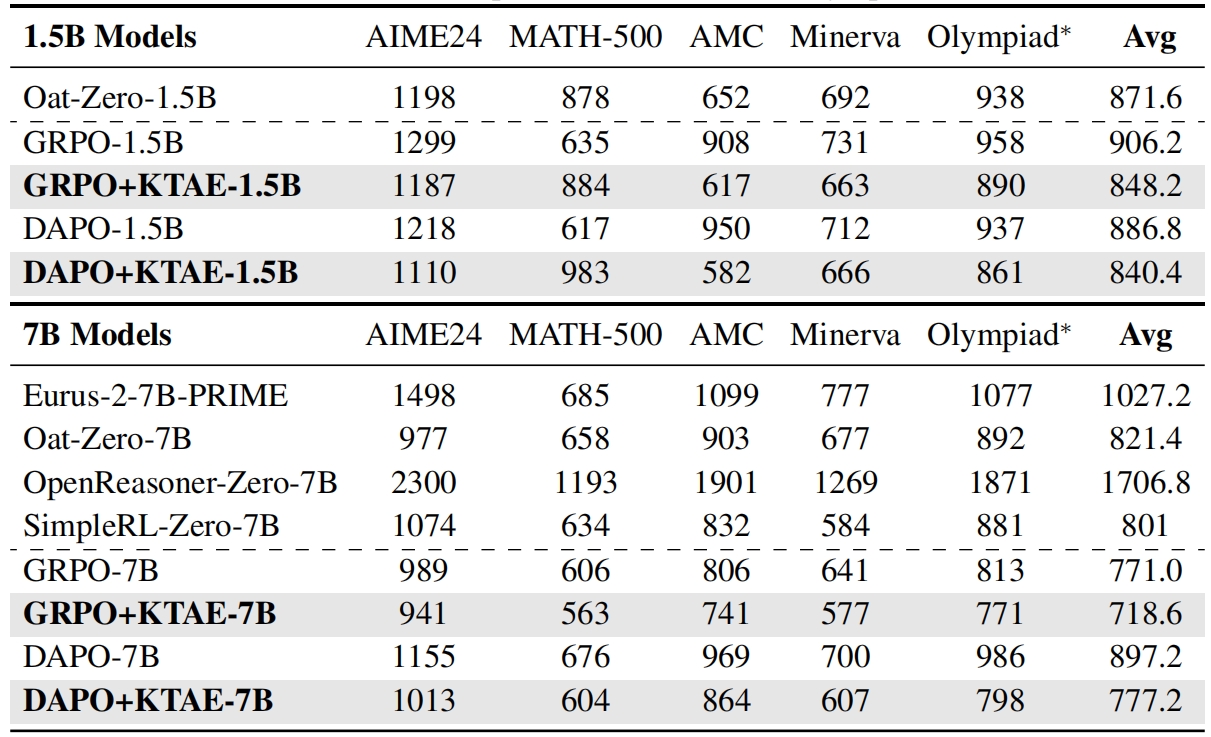 1.5B Models AIME24 MATH-500 AMC Minerva Olympiad* Avg
Oat-Zero-1.5B 1198 878 652 692 938 871.6
GRPO-1.5B 1299 635 908 731 958 906.2
GRPO+KTAE-1.5B 1187 884 617 663 890 848.2
DAPO-1.5B 1218 617 950 712 937 886.8
DAPO+KTAE-1.5B 1110 983 582 666 861 840.4
7B Models AIME24 MATH-500 AMC Minerva Olympiad* Avg
Eurus-2-7B-PRIME 1498 685 1099 777 1077 1027.2
Oat-Zero-7B 977 658 903 677 892 821.4
OpenReasoner-Zero-7B 2300 1193 1901 1269 1871 1706.8
SimpleRL-Zero-7B 1074 634 832 584 881 801
GRPO-7B 989 606 806 641 813 771.0
GRPO+KTAE-7B 941 563 741 577 771 718.6
DAPO-7B 1155 676 969 700 986 897.2
DAPO+KTAE-7B 1013 604 864 607 798 777.2